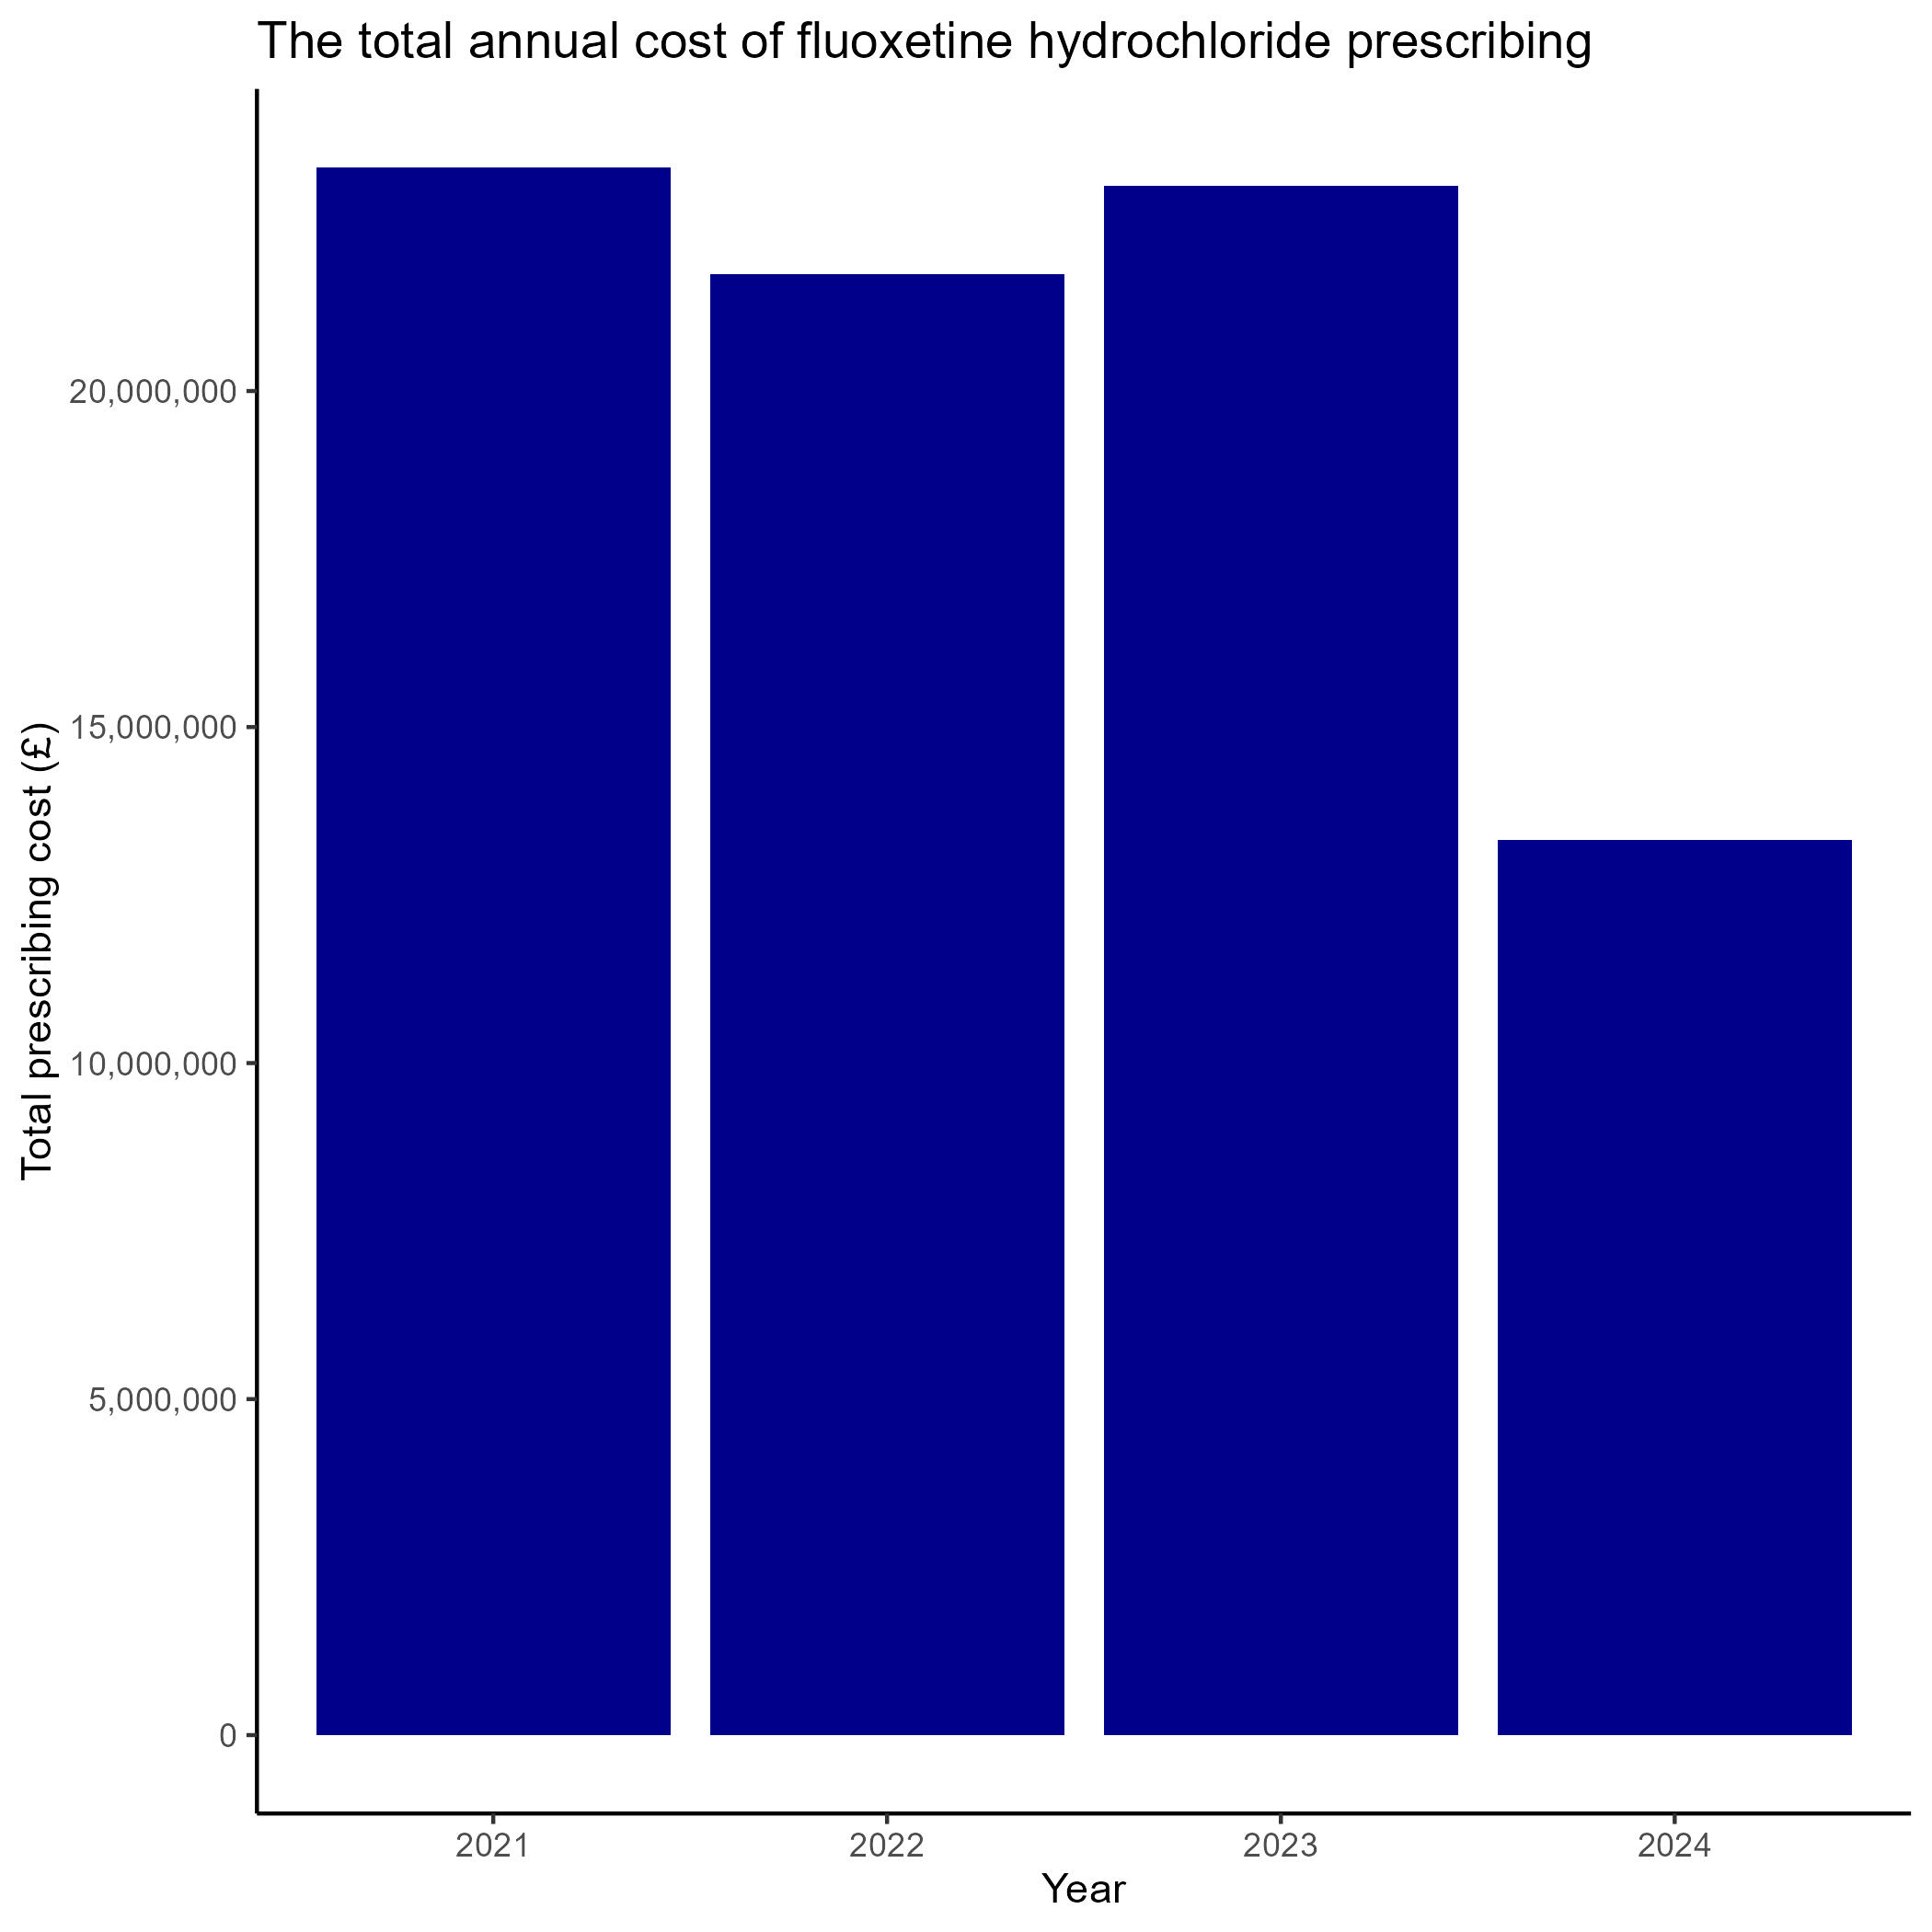 The total annual cost of fluoxetine hydrochloride prescribing
Total prescribing cost (£)
20,000,000
15,000,000
10,000,000
5,000,000
0
2021 2022 2023 2024
Year